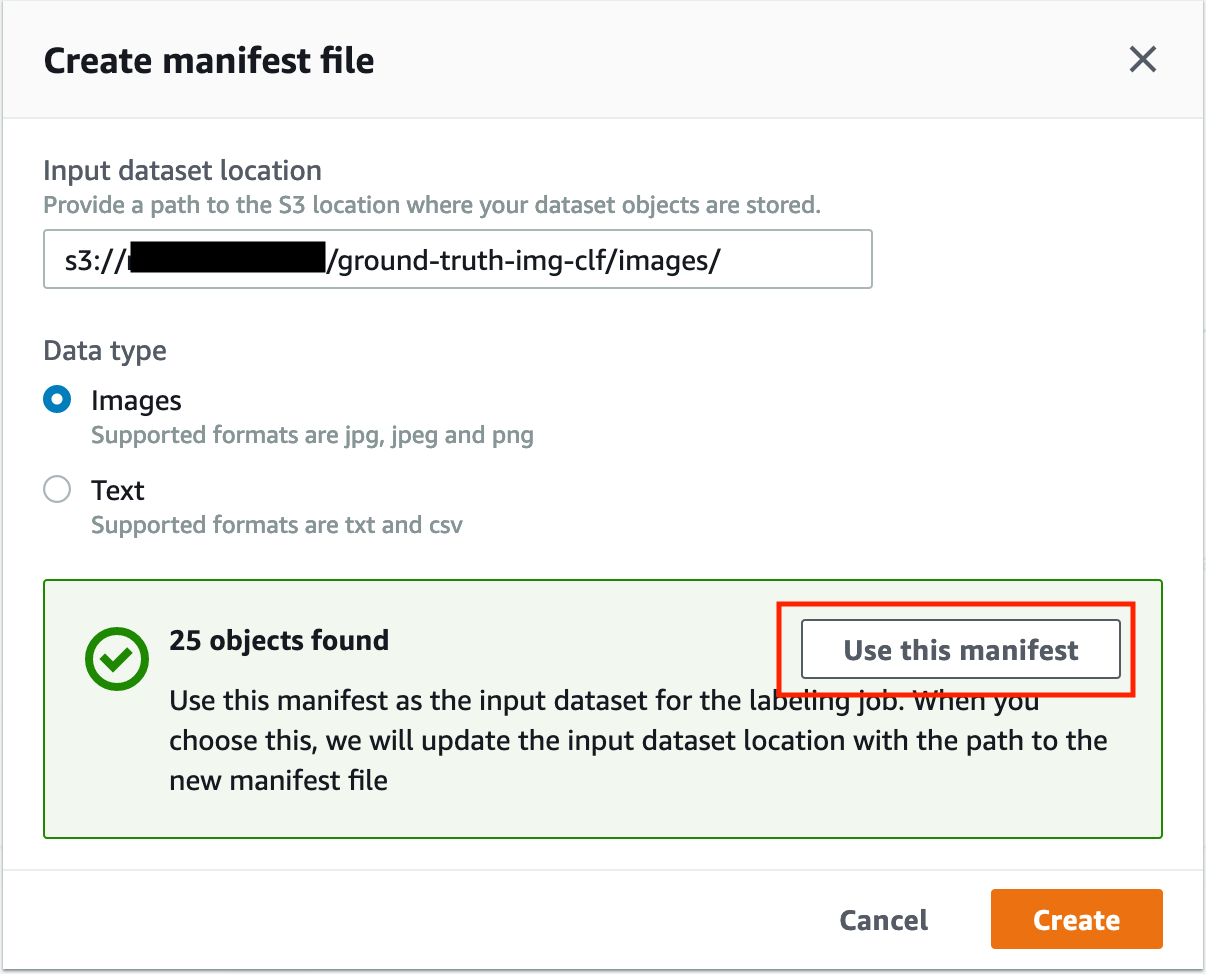 Create manifest file
Input dataset location
Provide a path to the S3 location where your dataset objects are stored.
s3:// /ground-truth-img-clf/images/
Data type
Images
Supported formats are jpg, jpeg and png
Text
Supported formats are txt and csv
25 objects found
Use this manifest
Use this manifest as the input dataset for the labeling job. When you
choose this, we will update the input dataset location with the path to the
new manifest file
Cancel
Create